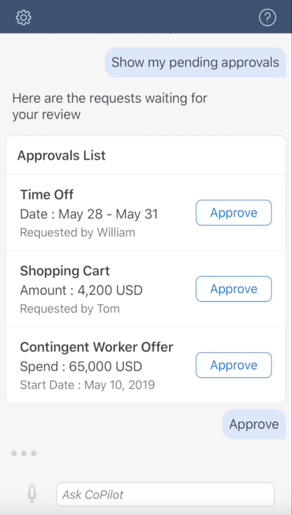 Show my pending approvals
Here are the requests waiting for
your review
Approvals List
Time Off
Date : May 28 - May 31
Requested by William
Approve
Shopping Cart
Amount : 4,200 USD
Requested by Tom
Approve
Contingent Worker Offer
Spend : 65,000 USD
Start Date : May 10, 2019
Approve
Approve
Ask CoPilot